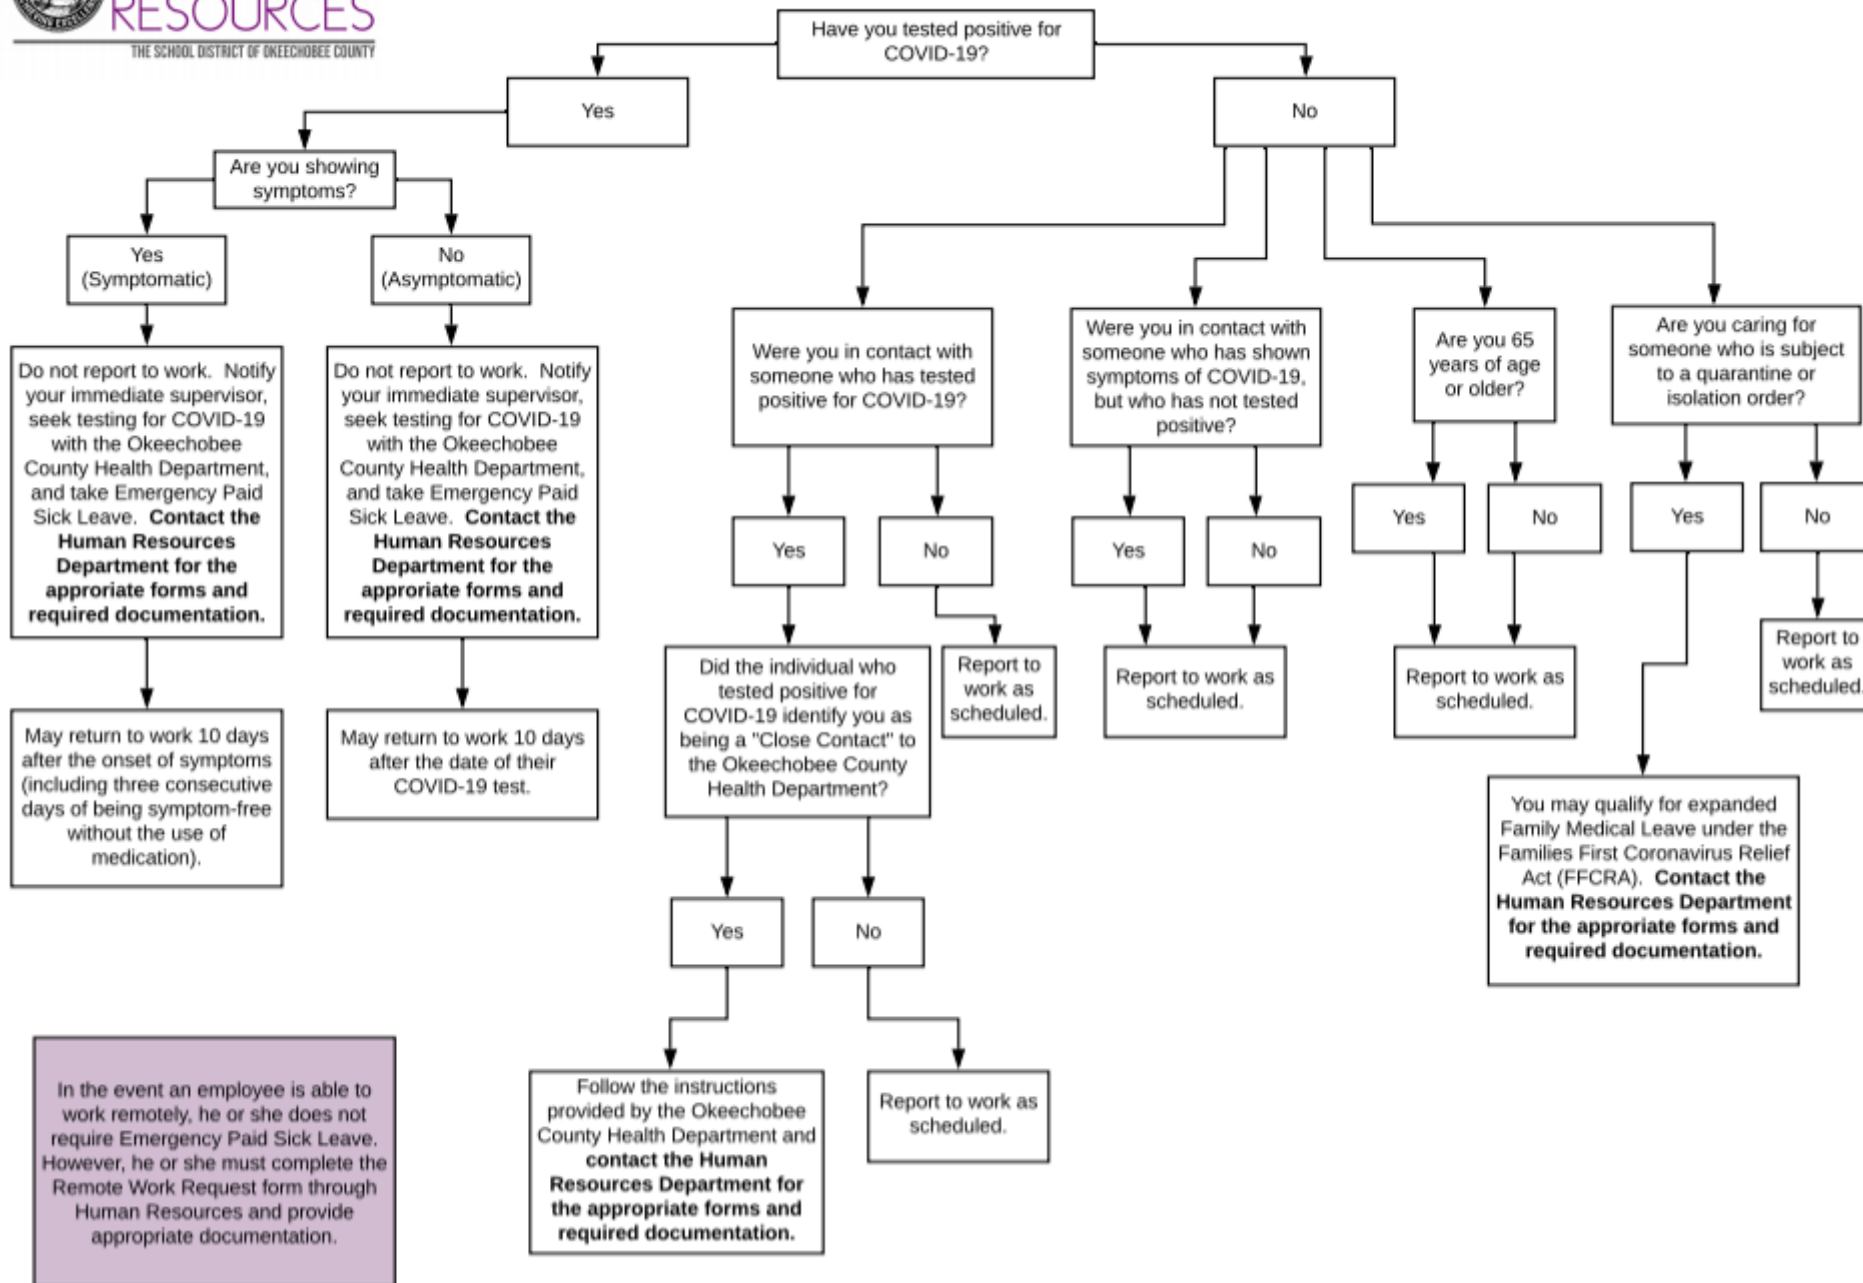 RESOURCES
THE SCHOOL DISTRICT OF OKEECHOBEE COUNTY
Have you tested positive for
COVID-19?
Yes
No
Are you showing
symptoms?
Yes
(Symptomatic)
No
(Asymptomatic)
Do not report to work.  Notify
your immediate supervisor,
seek testing for COVID-19
with the Okeechobee
County Health Department,
and take Emergency Paid
Sick Leave.  Contact the
Human Resources
Department for the
approriate forms and
required documentation.
Do not report to work.  Notify
your immediate supervisor,
seek testing for COVID-19
with the Okeechobee
County Health Department,
and take Emergency Paid
Sick Leave.  Contact the
Human Resources
Department for the
approriate forms and
required documentation.
May return to work 10 days
after the onset of symptoms
(including three consecutive
days of being symptom-free
without the use of
medication).
May return to work 10 days
after the date of their
COVID-19 test.
Were you in contact with
someone who has tested
positive for COVID-19?
Were you in contact with
someone who has shown
symptoms of COVID-19,
but who has not tested
positive?
Are you 65
years of age
or older?
Are you caring for
someone who is subject
to a quarantine or
isolation order?
Yes
No
Yes
No
Yes
No
Yes
No
Did the individual who
tested positive for
COVID-19 identify you as
being a "Close Contact" to
the Okeechobee County
Health Department?
Report to
work as
scheduled.
Report to work as
scheduled.
Report to work as
scheduled.
Report to
work as
scheduled.
You may qualify for expanded
Family Medical Leave under the
Families First Coronavirus Relief
Act (FFCRA).  Contact the
Human Resources Department
for the approriate forms and
required documentation.
Yes
No
Follow the instructions
provided by the Okeechobee
County Health Department and
contact the Human
Resources Department for
the appropriate forms and
required documentation.
Report to work as
scheduled.
In the event an employee is able to
work remotely, he or she does not
require Emergency Paid Sick Leave.
However, he or she must complete the
Remote Work Request form through
Human Resources and provide
appropriate documentation.